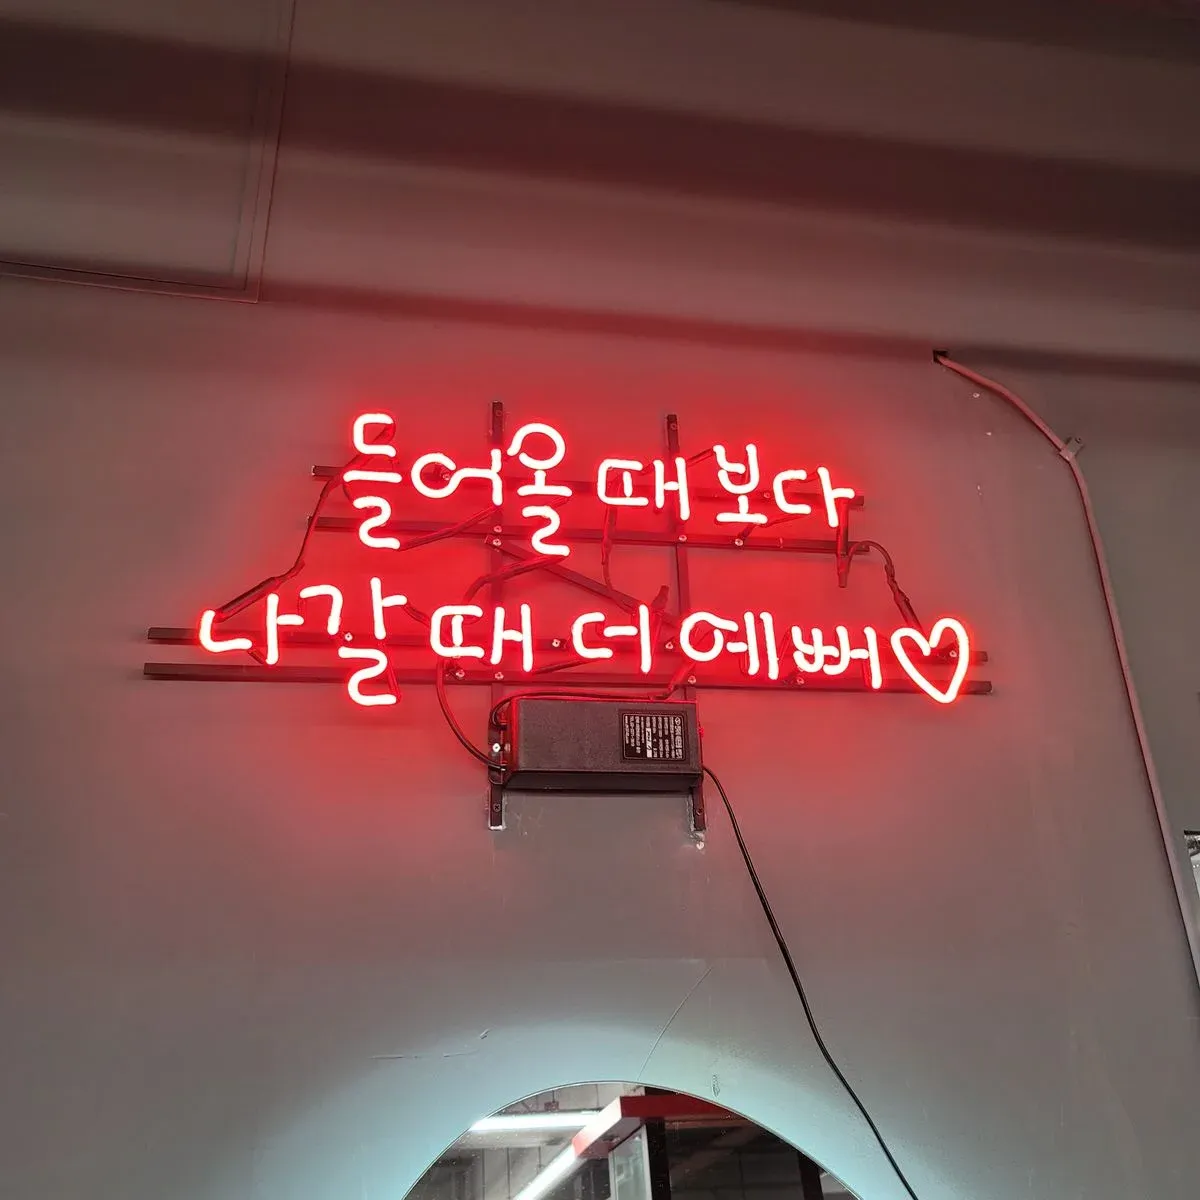 들어올 때 보다
나갈 때 더 예뻐♡